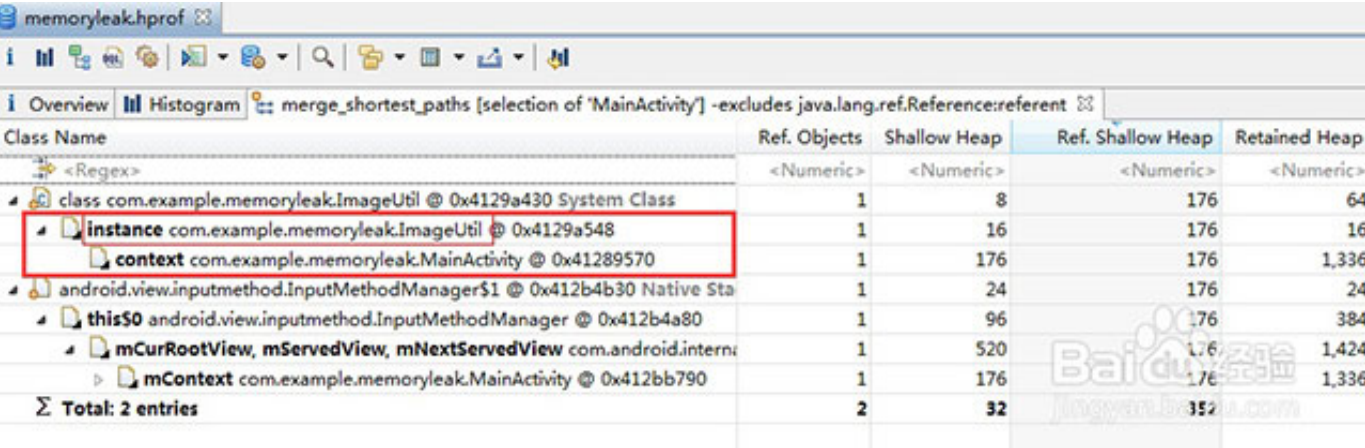 memoryleak.hprof
i Overview Histogram merge_shortest_paths [selection of 'MainActivity'] -excludes java.lang.ref.Reference:referent
Class Name Ref. Objects Shallow Heap Ref. Shallow Heap Retained Heap
<Regex> <Numeric> <Numeric> <Numeric> <Numeric>
class com.example.memoryleak.ImageUtil @ 0x4129a430 System Class 1 8 176 64
instance com.example.memoryleak.ImageUtil @ 0x4129a548 1 16 176 16
context com.example.memoryleak.MainActivity @ 0x41289570 1 176 176 1,336
android.view.inputmethod.InputMethodManager$1 @ 0x412b4b30 Native Sta 1 24 176 24
this$0 android.view.inputmethod.InputMethodManager @ 0x412b4a80 1 96 176 384
mCurRootView, mServedView, mNextServedView com.android.interna 1 520 176 1,424
mContext com.example.memoryleak.MainActivity @ 0x412bb790 1 176 176 1,336
Σ Total: 2 entries 2 32 352
Baidu经验
jingyan.baidu.com